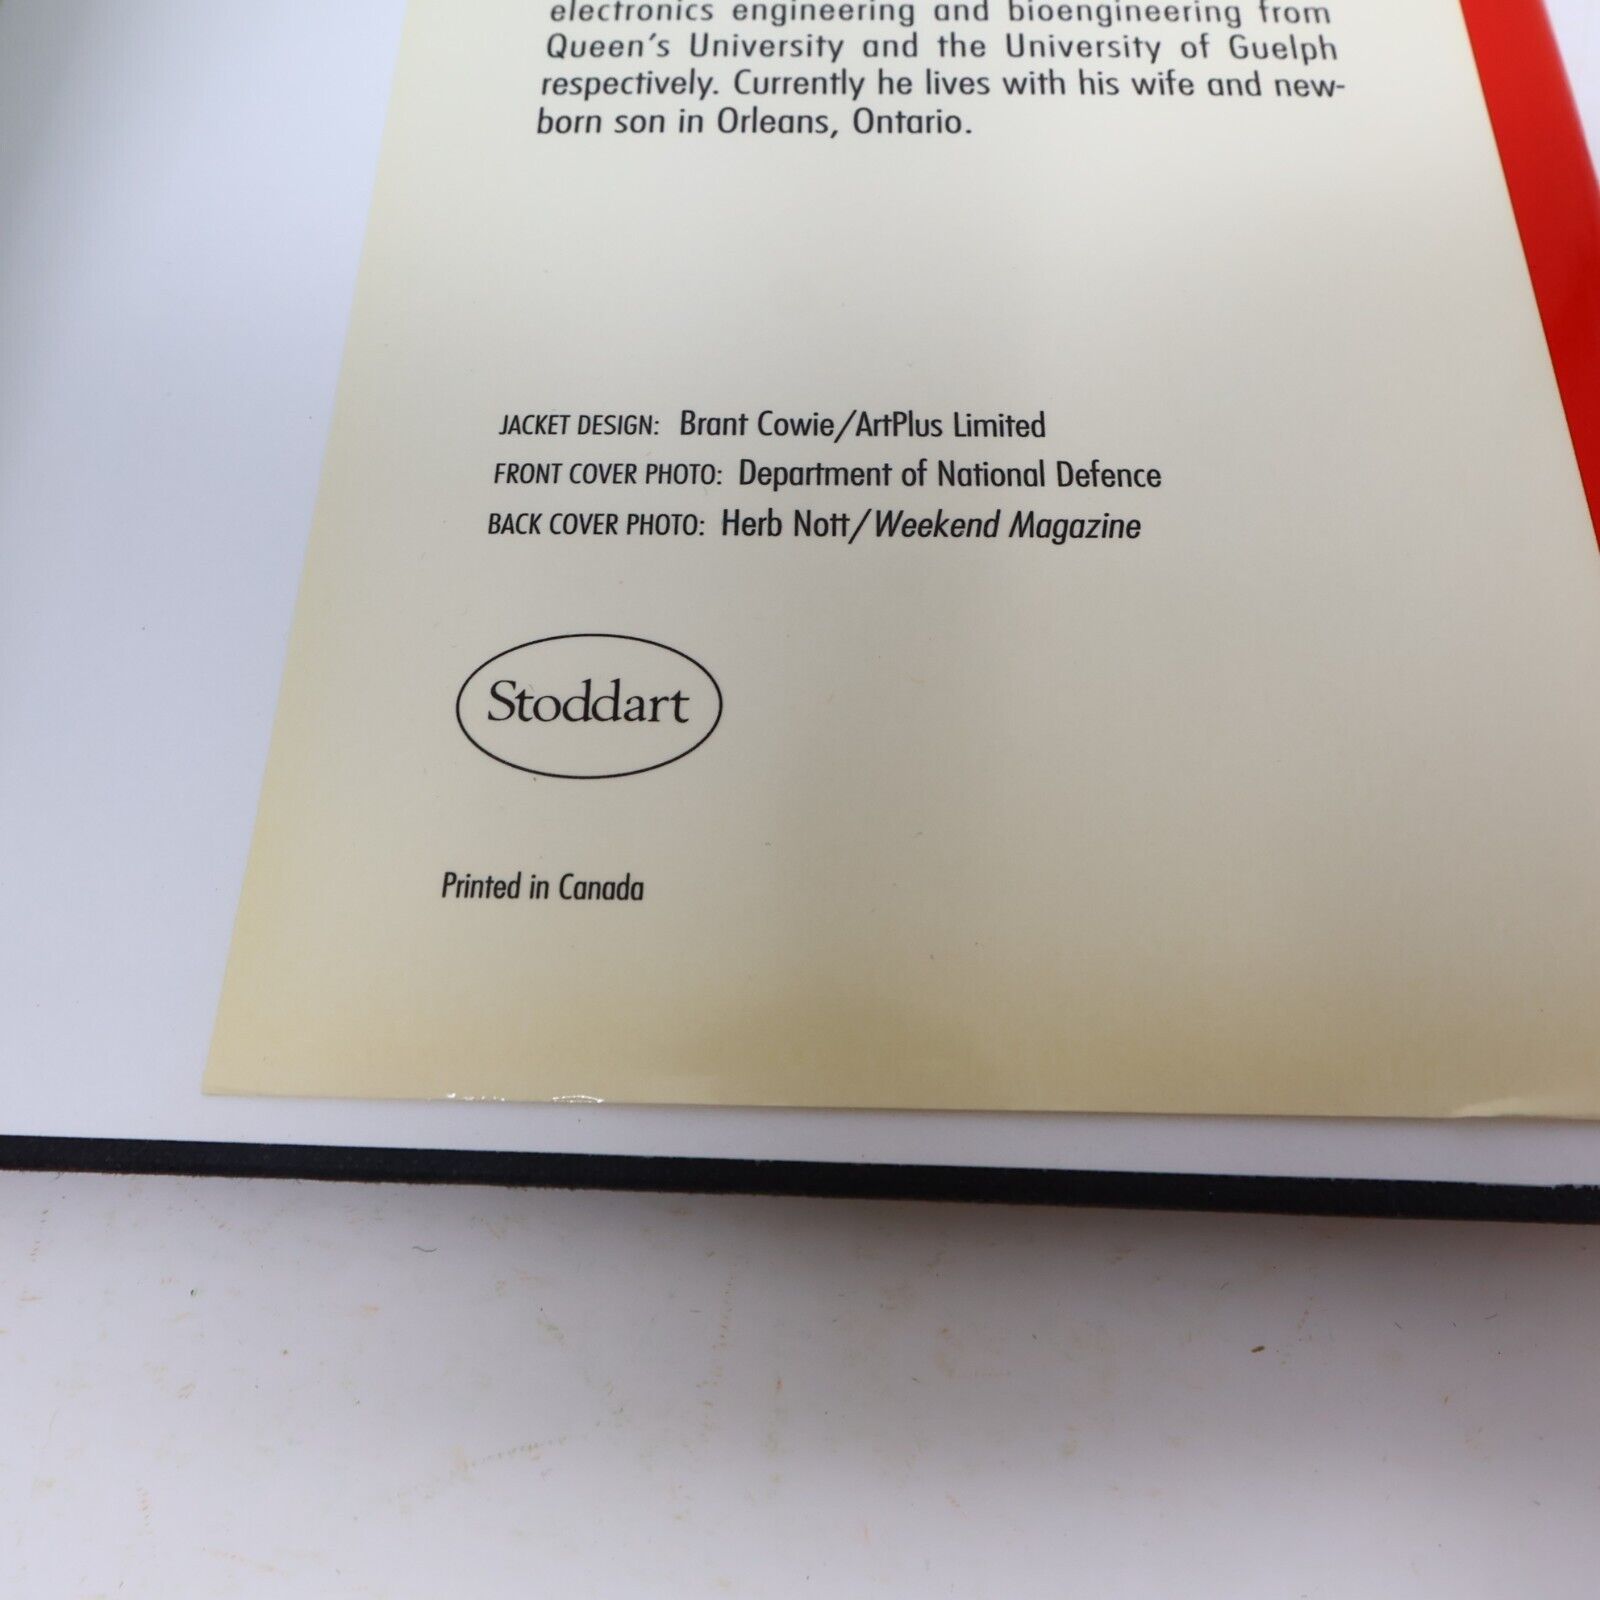 electronics engineering and bioengineering from
Queen's University and the University of Guelph
respectively. Currently he lives with his wife and new-
born son in Orleans, Ontario.
JACKET DESIGN: Brant Cowie/ArtPlus Limited
FRONT COVER PHOTO: Department of National Defence
BACK COVER PHOTO: Herb Nott/Weekend Magazine
Stoddart
Printed in Canada